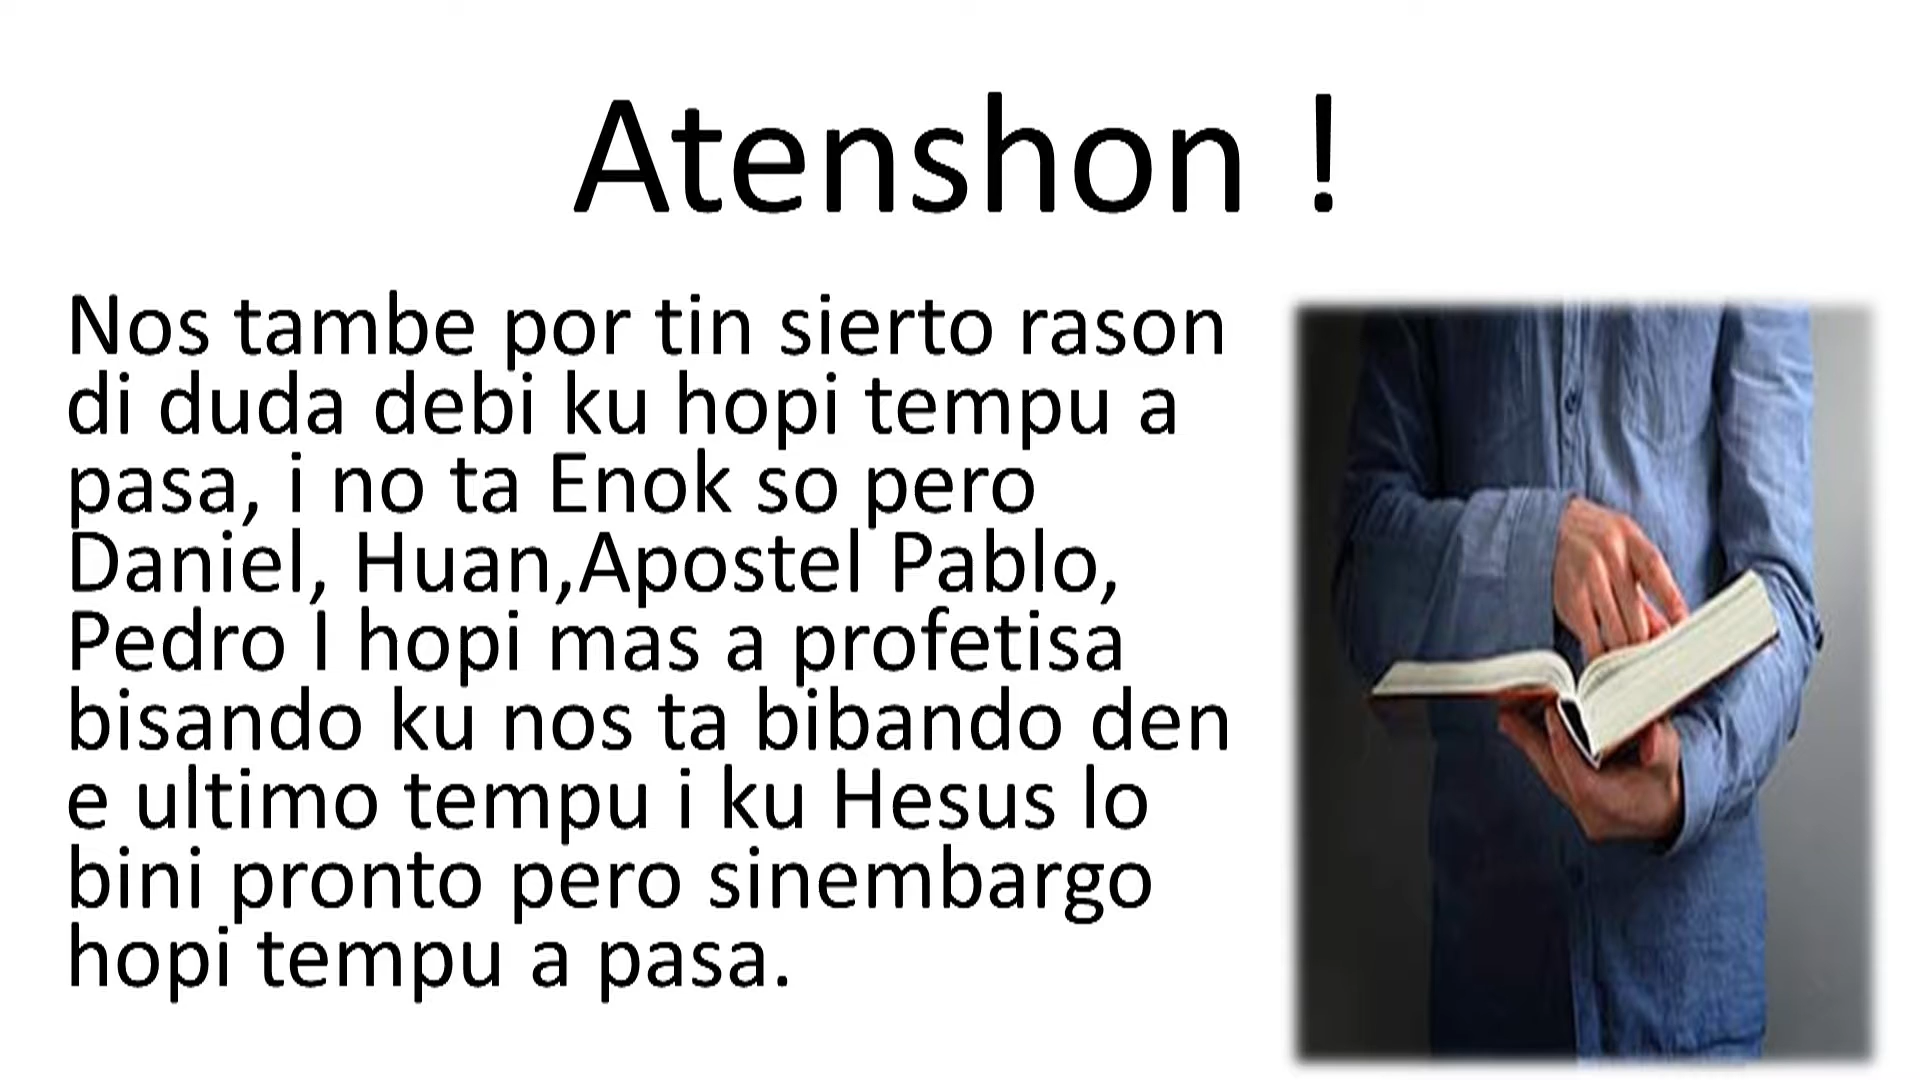 Atenshon !
Nos tambe por tin sierto rason
di duda debi ku hopi tempu a
pasa, i no ta Enok so pero
Daniel, Huan,Apostel Pablo,
Pedro I hopi mas a profetisa
bisando ku nos ta bibando den
e ultimo tempu i ku Hesus lo
bini pronto pero sinembargo
hopi tempu a pasa.